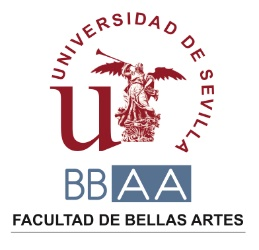 UNIVERSIDAD DE SEVILLA
u
BBAA
FACULTAD DE BELLAS ARTES